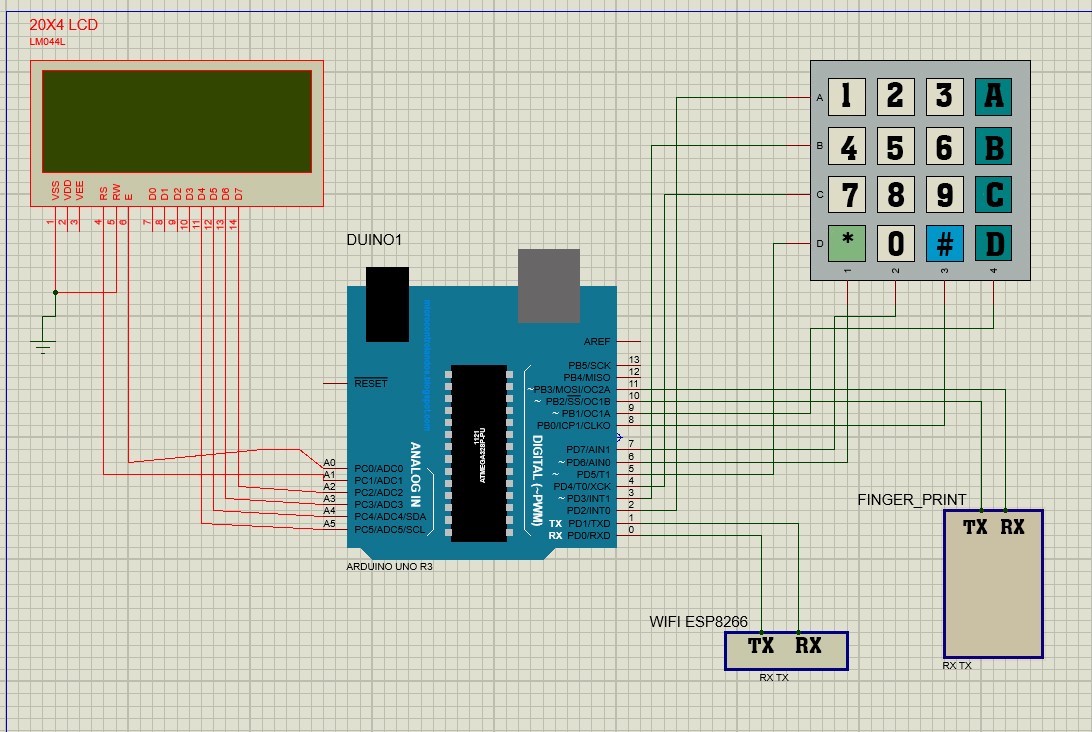 20X4 LCD
LM044L
VSS
VDD
VEE
RS
RW
E
D0
D1
D2
D3
D4
D5
D6
D7
1
2
3
4
5
6
7
8
9
10
11
12
13
14
DUINO1
RESET
A0
A1
A2
A3
A4
A5
PC0/ADC0
PC1/ADC1
PC2/ADC2
PC3/ADC3
PC4/ADC4/SDA
PC5/ADC5/SCL
ANALOG IN
1121
ATMEGA328P-PU
DIGITAL (~PWM)
AREF
PB5/SCK 13
PB4/MISO 12
~PB3/MOSI/OC2A 11
~ PB2/SS/OC1B 10
~ PB1/OC1A 9
PB0/ICP1/CLKO 8
PD7/AIN1 7
~ PD6/AIN0 6
~ PD5/T1 5
PD4/T0/XCK 4
~ PD3/INT1 3
PD2/INT0 2
TX PD1/TXD 1
RX PD0/RXD 0
ARDUINO UNO R3
A 1 2 3 A
B 4 5 6 B
C 7 8 9 C
D * 0 # D
1 2 3 4
FINGER_PRINT
TX RX
RX TX
WIFI ESP8266
TX RX
RX TX